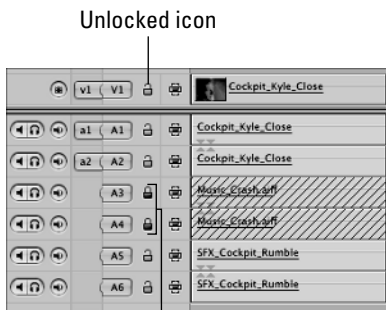 Unlocked icon
v1 V1 Cockpit_Kyle_Close
a1 A1 Cockpit_Kyle_Close
a2 A2 Cockpit_Kyle_Close
A3 Music_Crash.aiff
A4 Music_Crash.aiff
A5 SFX_Cockpit_Rumble
A6 SFX_Cockpit_Rumble